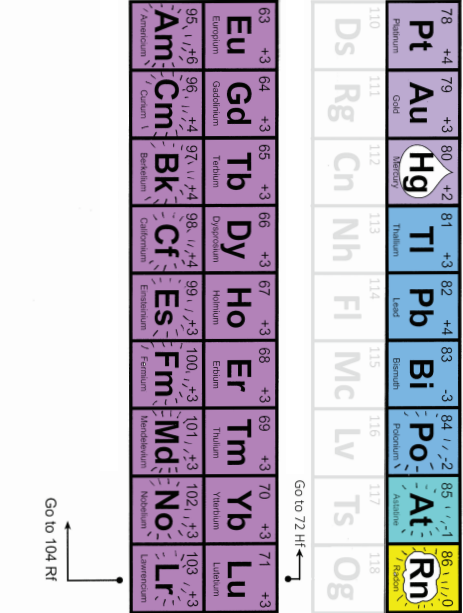 78 +4 79 +3 80 +2 81 +3 82 +4 83 -3 84 -2 85 -1 86 0
Pt Au Hg Tl Pb Bi Po At Rn
Platinum Gold Mercury Thallium Lead Bismuth Polonium Astatine Radon
110 111 112 113 114 115 116 117 118
Ds Rg Cn Nh Fl Mc Lv Ts Og
Go to 72 Hf
63 +3 64 +3 65 +3 66 +3 67 +3 68 +3 69 +3 70 +3 71 +3
Eu Gd Tb Dy Ho Er Tm Yb Lu
Europium Gadolinium Terbium Dysprosium Holmium Erbium Thulium Ytterbium Lutetium
95 +6 96 +4 97 +4 98 +4 99 +3 100 +3 101 +3 102 +3 103 +3
Am Cm Bk Cf Es Fm Md No Lr
Americium Curium Berkelium Californium Einsteinium Fermium Mendelevium Nobelium Lawrencium
Go to 104 Rf